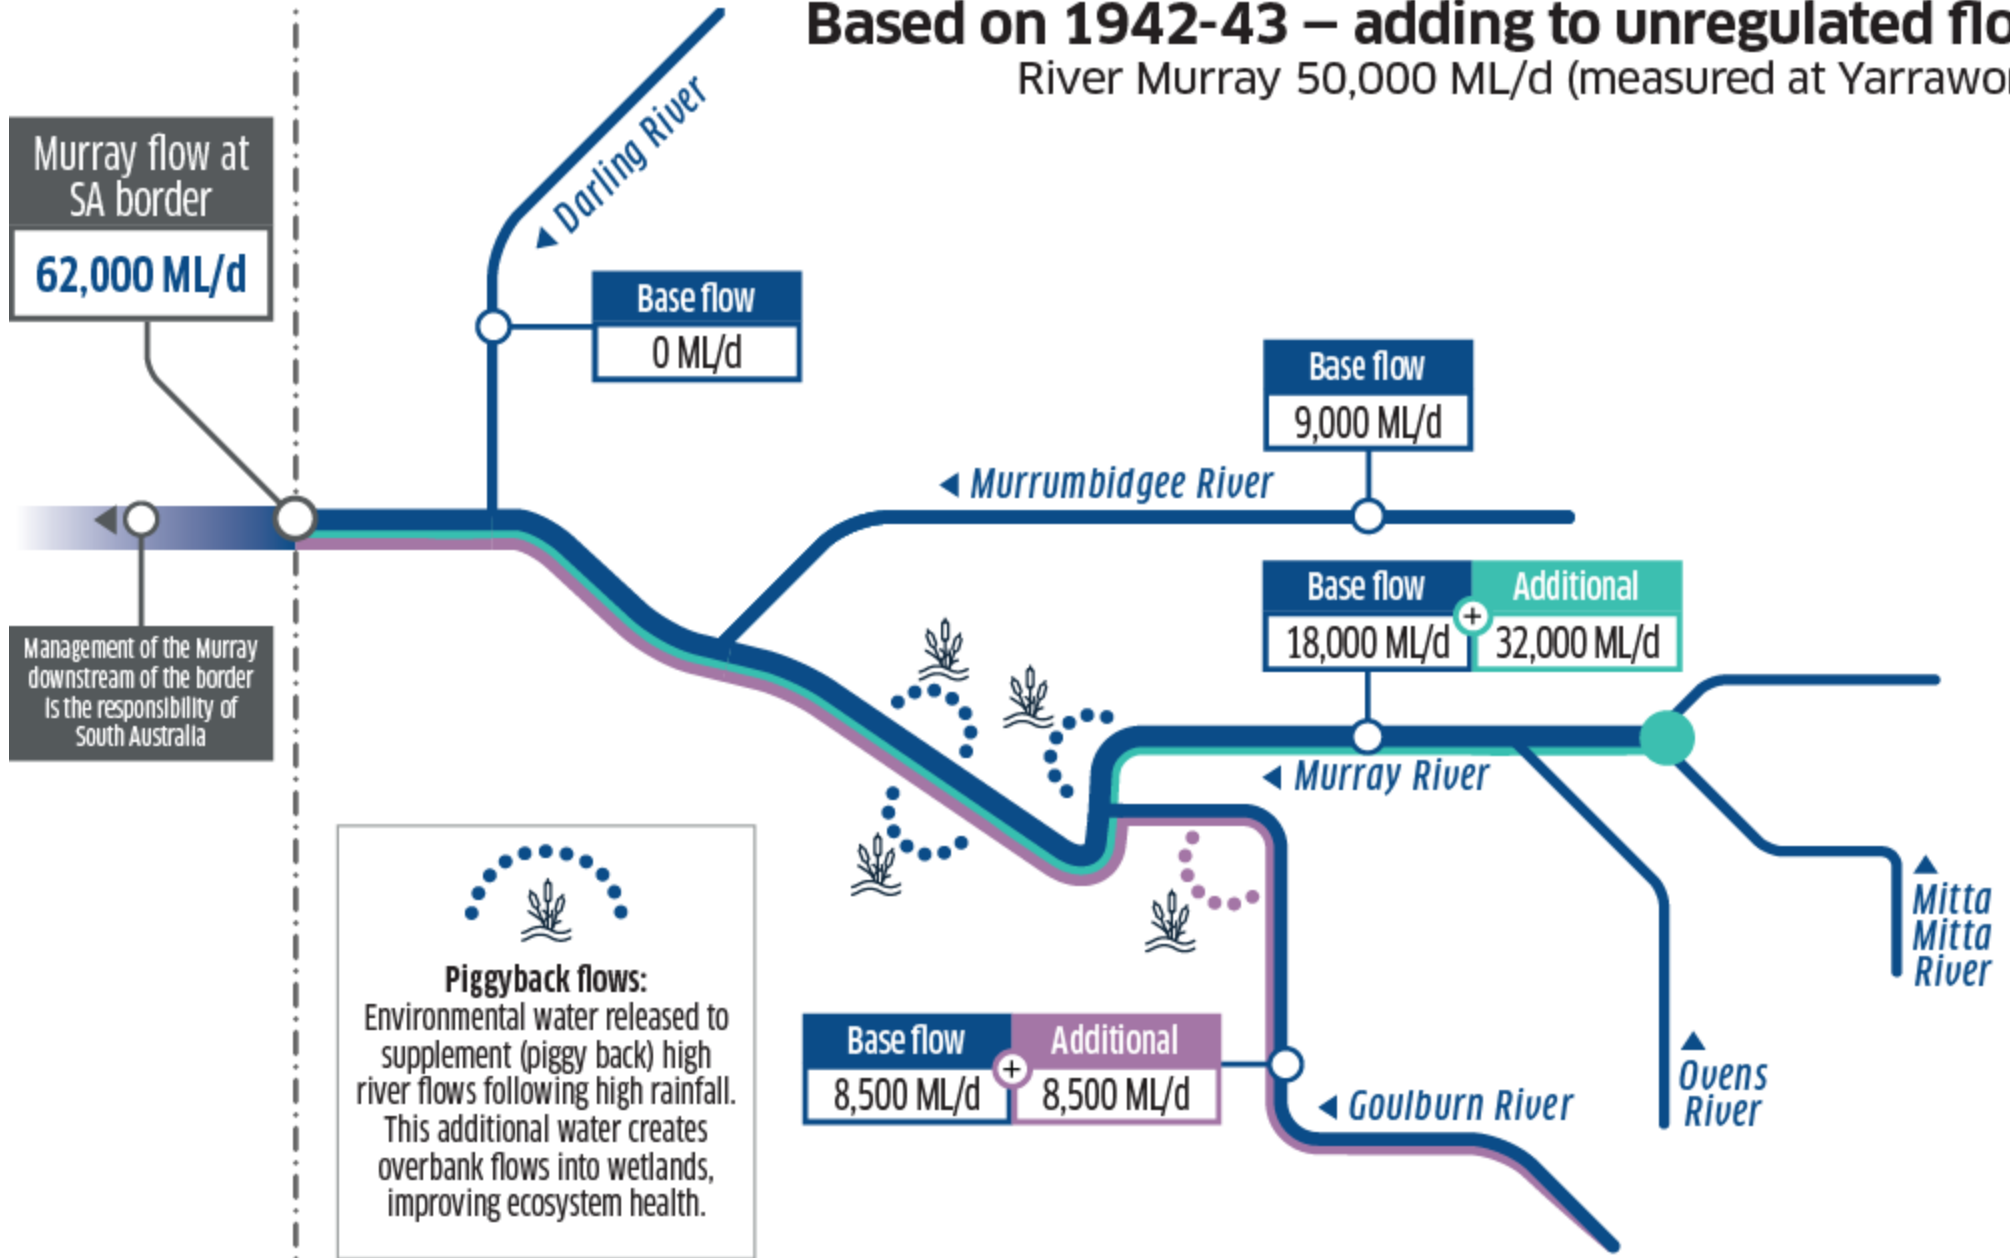 Based on 1942-43 – adding to unregulated
River Murray 50,000 ML/d (measured at
Murray flow at
SA border
62,000 ML/d
Darling River
Base flow
0 ML/d
Base flow
9,000 ML/d
Murrumbidgee River
Base flow
+
Additional
18,000 ML/d
32,000 ML/d
Murray River
Management of the Murray
downstream of the border
is the responsibility of
South Australia
Mitta
Mitta
River
Piggyback flows:
Environmental water released to
supplement (piggy back) high
river flows following high rainfall.
This additional water creates
overbank flows into wetlands,
improving ecosystem health.
Base flow
+
Additional
8,500 ML/d
8,500 ML/d
Goulburn River
Ovens
River